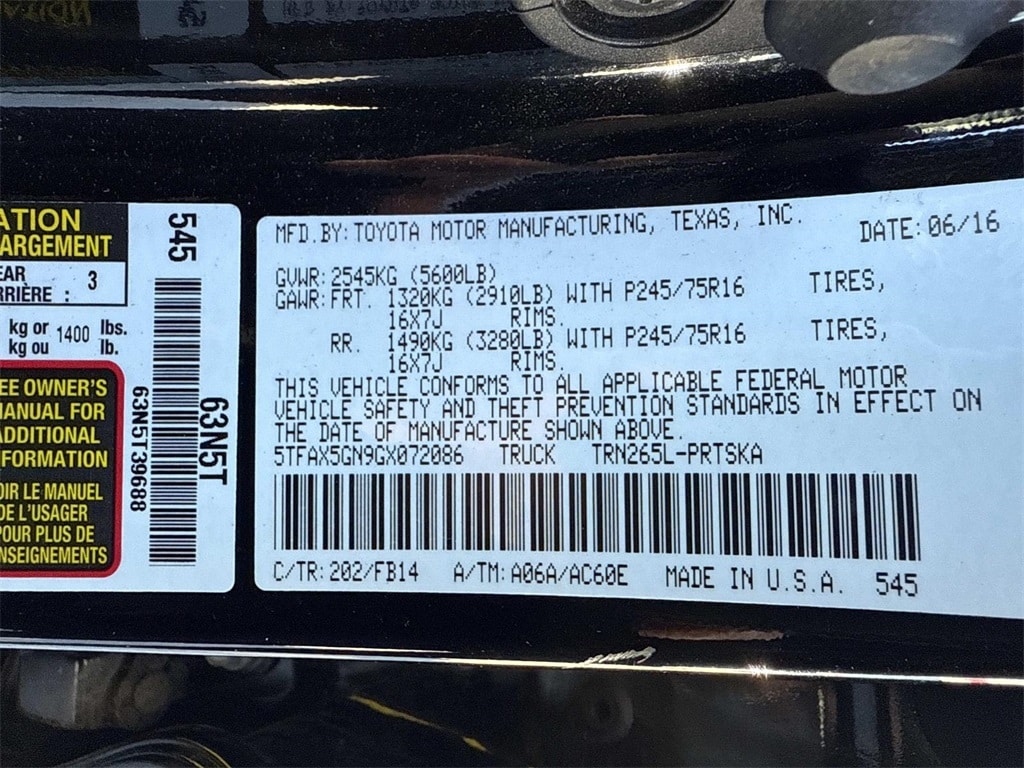 ATION
ARGEMENT
EAR
RRIÈRE : 3
kg or 1400 lbs.
kg ou lb.
EE OWNER'S
MANUAL FOR
ADDITIONAL
FORMATION
OIR LE MANUEL
DE L'USAGER
POUR PLUS DE
NSEIGNEMENTS
545
63N5T39688
63N5T
MFD.BY:TOYOTA MOTOR MANUFACTURING, TEXAS, INC. DATE:06/16
GVWR:2545KG (5600LB)
GAWR:FRT. 1320KG (2910LB) WITH P245/75R16 TIRES,
16X7J RIMS.
RR. 1490KG (3280LB) WITH P245/75R16 TIRES,
16X7J RIMS.
THIS VEHICLE CONFORMS TO ALL APPLICABLE FEDERAL MOTOR
VEHICLE SAFETY AND THEFT PREVENTION STANDARDS IN EFFECT ON
THE DATE OF MANUFACTURE SHOWN ABOVE.
5TFAX5GN9GX072086 TRUCK TRN265L-PRTSKA
C/TR:202/FB14 A/TM:A06A/AC60E MADE IN U.S.A. 545